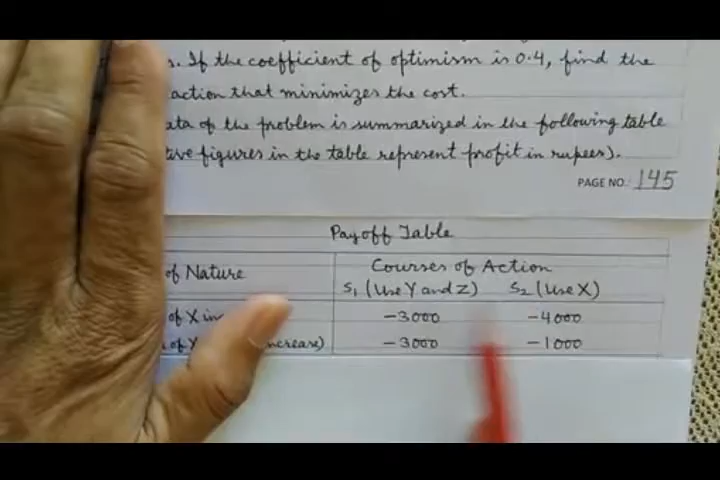 s. If the coefficient of optimism is 0.4, find the
action that minimizes the cost.
ata of the problem is summarized in the following table
tive figures in the table represent profit in rupees).
PAGE NO.: 145
Payoff Table
of Nature Courses of Action
S1 (Use Y and Z) S2 (Use X)
of X in -3000 -4000
of Y increase) -3000 -1000